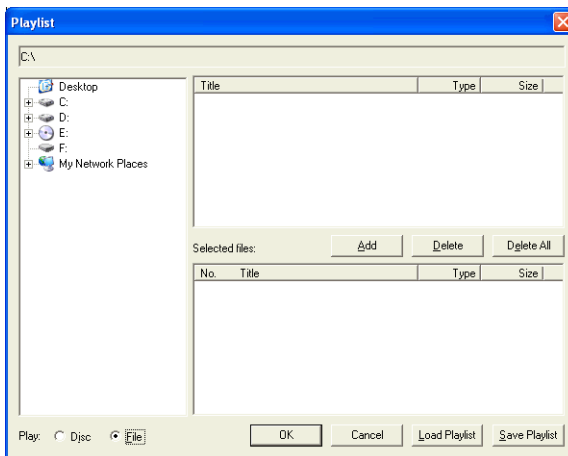 Playlist
C:\
Desktop
C:
D:
E:
F:
My Network Places
Title Type Size
Selected files: Add Delete Delete All
No. Title Type Size
Play: Disc File OK Cancel Load Playlist Save Playlist